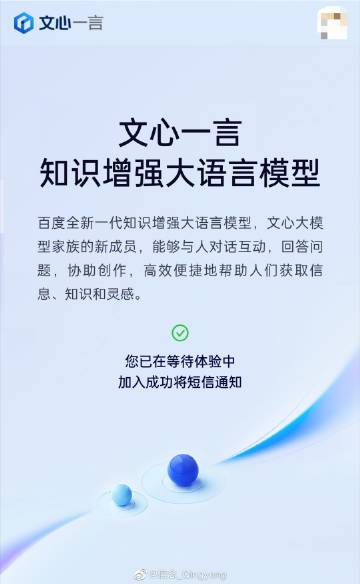 文心一言
文心一言
知识增强大语言模型
百度全新一代知识增强大语言模型，文心大模
型家族的新成员，能够与人对话互动，回答问
题，协助创作，高效便捷地帮助人们获取信
息、知识和灵感。
您已在等待体验中
加入成功将短信通知